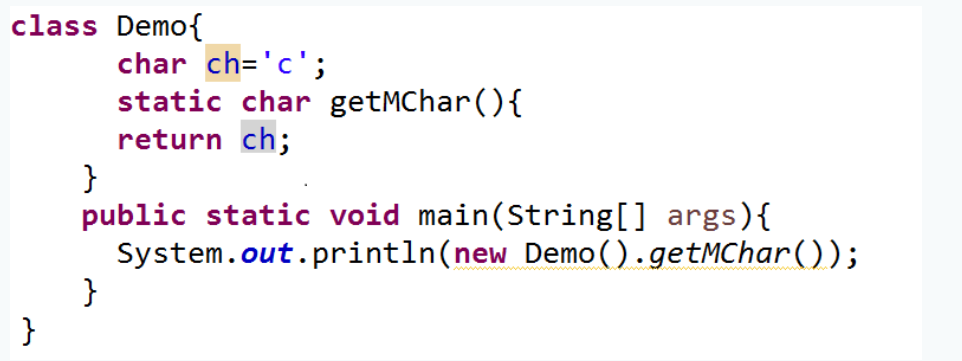 class Demo{
char ch='c';
static char getMChar(){
return ch;
}
public static void main(String[] args){
System.out.println(new Demo().getMChar());
}
}